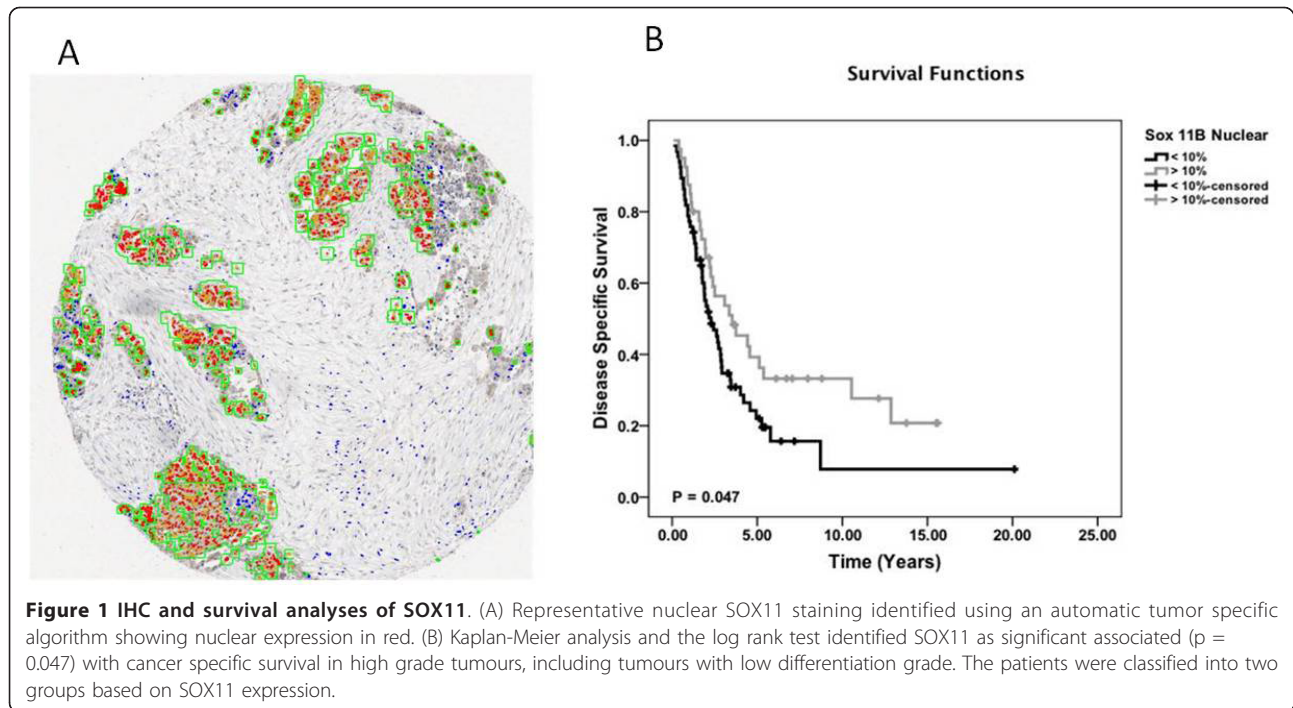 A
B
Survival Functions
Disease Specific Survival
1.0
0.8
0.6
0.4
0.2
0.0
P = 0.047
0.00 5.00 10.00 15.00 20.00 25.00
Time (Years)
Sox 11B Nuclear
< 10%
> 10%
< 10%-censored
> 10%-censored
Figure 1 IHC and survival analyses of SOX11. (A) Representative nuclear SOX11 staining identified using an automatic tumor specific
algorithm showing nuclear expression in red. (B) Kaplan-Meier analysis and the log rank test identified SOX11 as significant associated (p =
0.047) with cancer specific survival in high grade tumours, including tumours with low differentiation grade. The patients were classified into two
groups based on SOX11 expression.